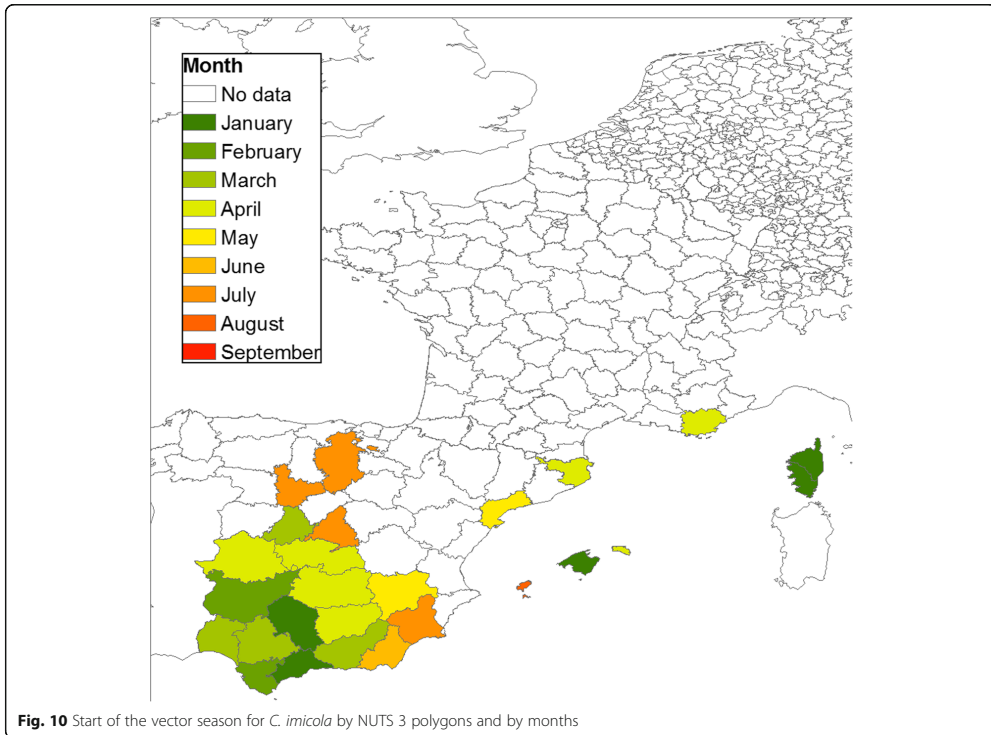 Month
No data
January
February
March
April
May
June
July
August
September
Fig. 10 Start of the vector season for C. imicola by NUTS 3 polygons and by months